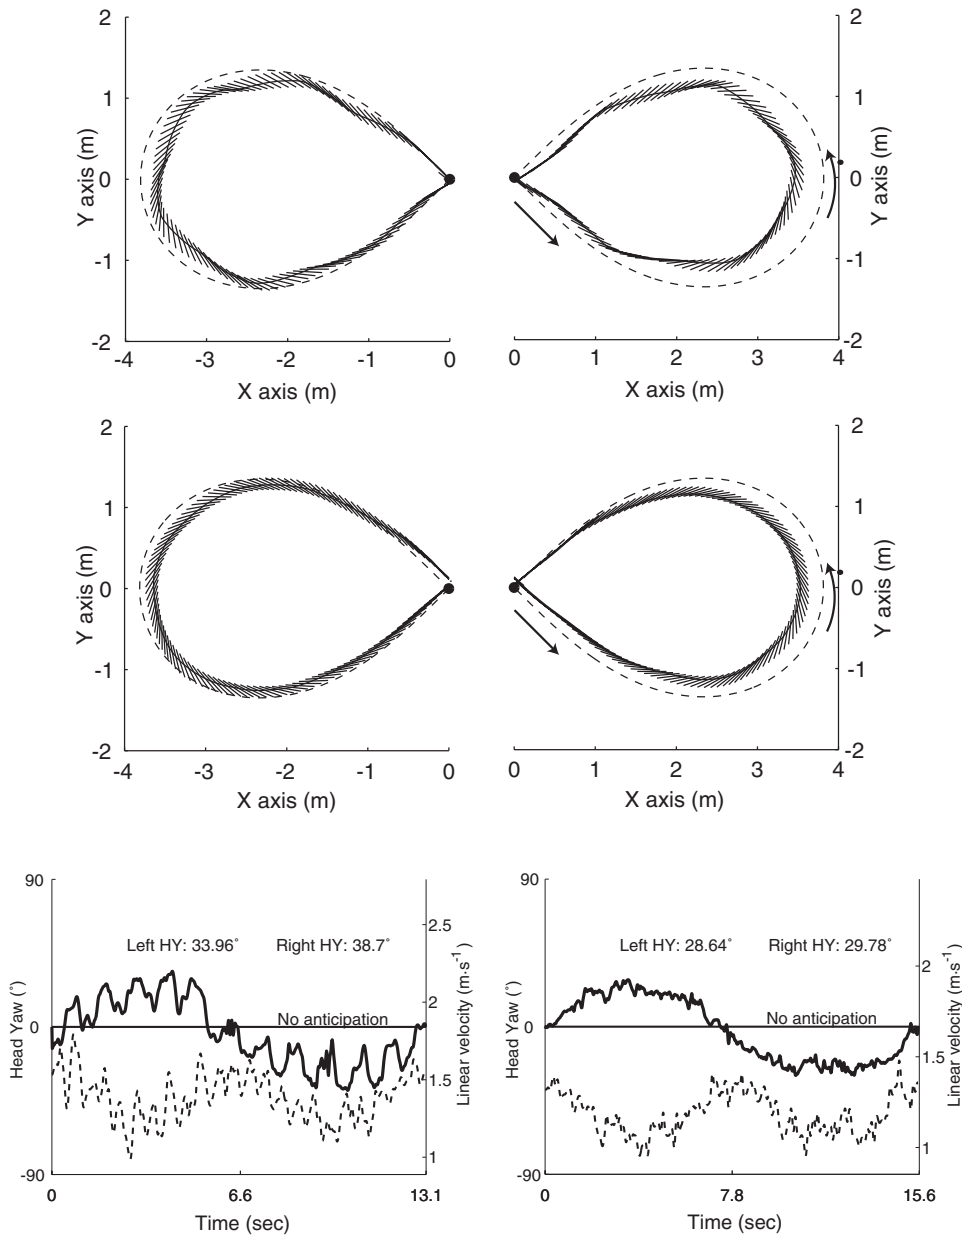 2
1
0
-1
-2
Y axis (m)
-4
-3
-2
-1
0
X axis (m)
2
1
0
-1
-2
Y axis (m)
0
1
2
3
4
X axis (m)
2
1
0
-1
-2
Y axis (m)
-4
-3
-2
-1
0
X axis (m)
2
1
0
-1
-2
Y axis (m)
0
1
2
3
4
X axis (m)
90
0
-90
Head Yaw (°)
Left HY: 33.96°
Right HY: 38.7°
No anticipation
2.5
2
1.5
1
Linear velocity (m·s-1)
0
6.6
13.1
Time (sec)
90
0
-90
Head Yaw (°)
Left HY: 28.64°
Right HY: 29.78°
No anticipation
2
1.5
1
Linear velocity (m·s-1)
0
7.8
15.6
Time (sec)